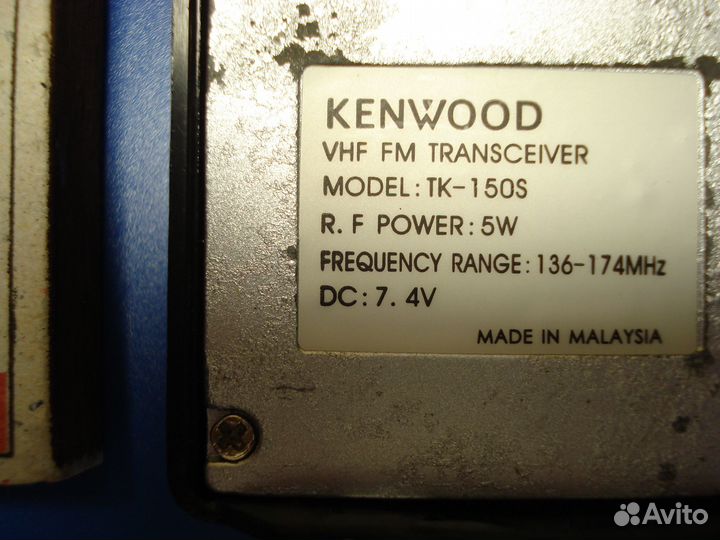 KENWOOD
VHF FM TRANSCEIVER
MODEL: TK-150S
R. F POWER: 5W
FREQUENCY RANGE: 136-174MHz
DC: 7. 4V
MADE IN MALAYSIA
Avito